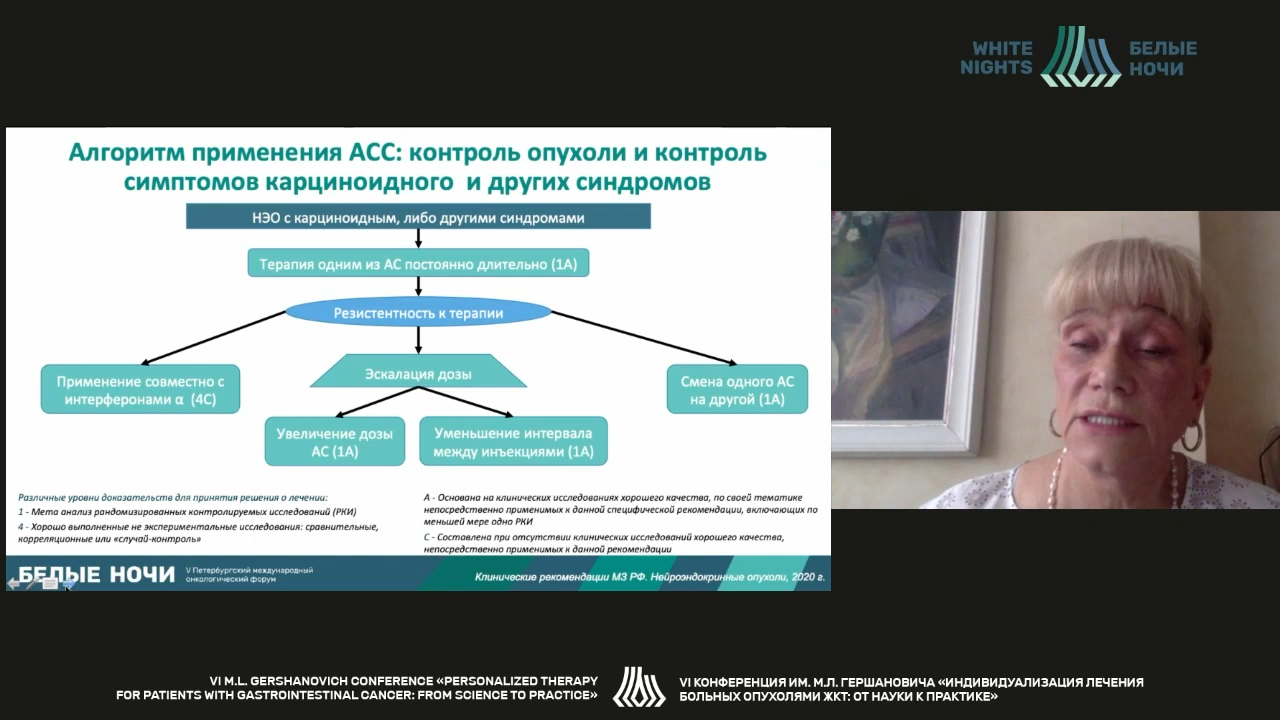 WHITE
NIGHTS
БЕЛЫЕ
НОЧИ
Алгоритм применения АСС: контроль опухоли и контроль
симптомов карциноидного и других синдромов
НЭО с карциноидным, либо другими синдромами
Терапия одним из АС постоянно длительно (1А)
Резистентность к терапии
Применение совместно с
интерферонами α (4С)
Эскалация дозы
Смена одного АС
на другой (1А)
Увеличение дозы
АС (1А)
Уменьшение интервала
между инъекциями (1А)
Различные уровни доказательств для принятия решения о лечении:
1 - Мета анализ рандомизированных контролируемых исследований (РКИ)
4 - Хорошо выполненные не экспериментальные исследования: сравнительные,
корреляционные или «случай-контроль»
А - Основана на клинических исследованиях хорошего качества, по своей тематике
непосредственно применимых к данной специфической рекомендации, включающих по
меньшей мере одно РКИ
С - Составлена при отсутствии клинических исследований хорошего качества,
непосредственно применимых к данной рекомендации
БЕЛЫЕ НОЧИ
V Петербургский международный
онкологический форум
Клинические рекомендации МЗ РФ. Нейроэндокринные опухоли, 2020 г.
VI M.L. GERSHANOVICH CONFERENCE «PERSONALIZED THERAPY
FOR PATIENTS WITH GASTROINTESTINAL CANCER: FROM SCIENCE TO PRACTICE»
VI КОНФЕРЕНЦИЯ ИМ. М.Л. ГЕРШАНОВИЧА «ИНДИВИДУАЛИЗАЦИЯ ЛЕЧЕНИЯ
БОЛЬНЫХ ОПУХОЛЯМИ ЖКТ: ОТ НАУКИ К ПРАКТИКЕ»